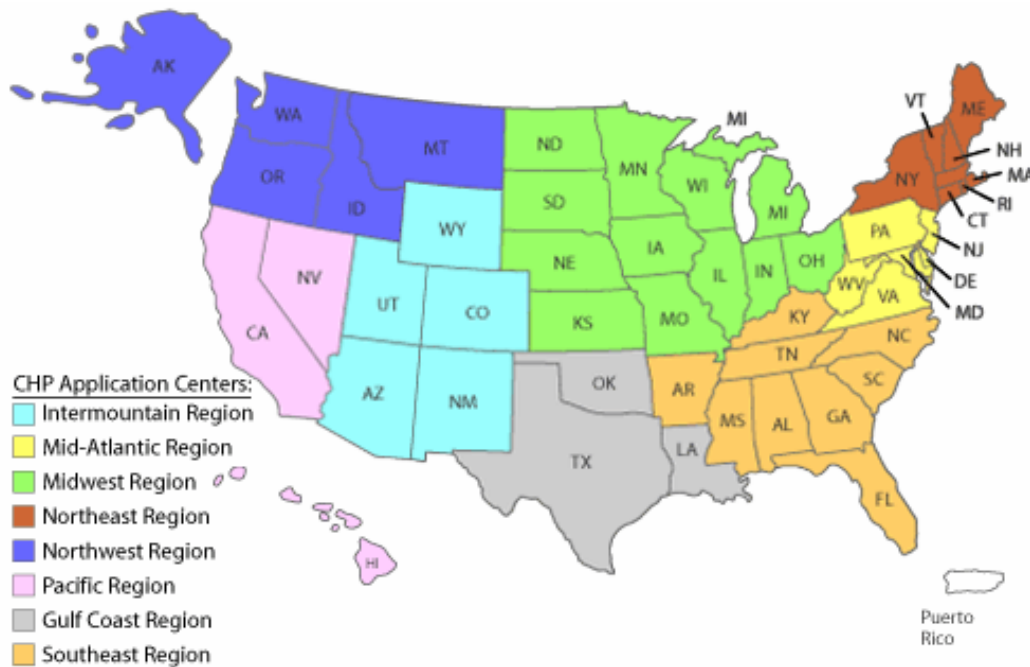 AK
WA
MT
ND
MN
MI
VT
ME
NH
MA
RI
CT
NY
OR
ID
WY
SD
WI
MI
IA
NE
PA
NJ
DE
MD
WV
VA
OH
IN
IL
NV
UT
CO
KS
MO
KY
CA
NC
TN
SC
AZ
NM
OK
AR
MS
AL
GA
TX
LA
FL
HI
CHP Application Centers:
Intermountain Region
Mid-Atlantic Region
Midwest Region
Northeast Region
Northwest Region
Pacific Region
Gulf Coast Region
Southeast Region
Puerto
Rico